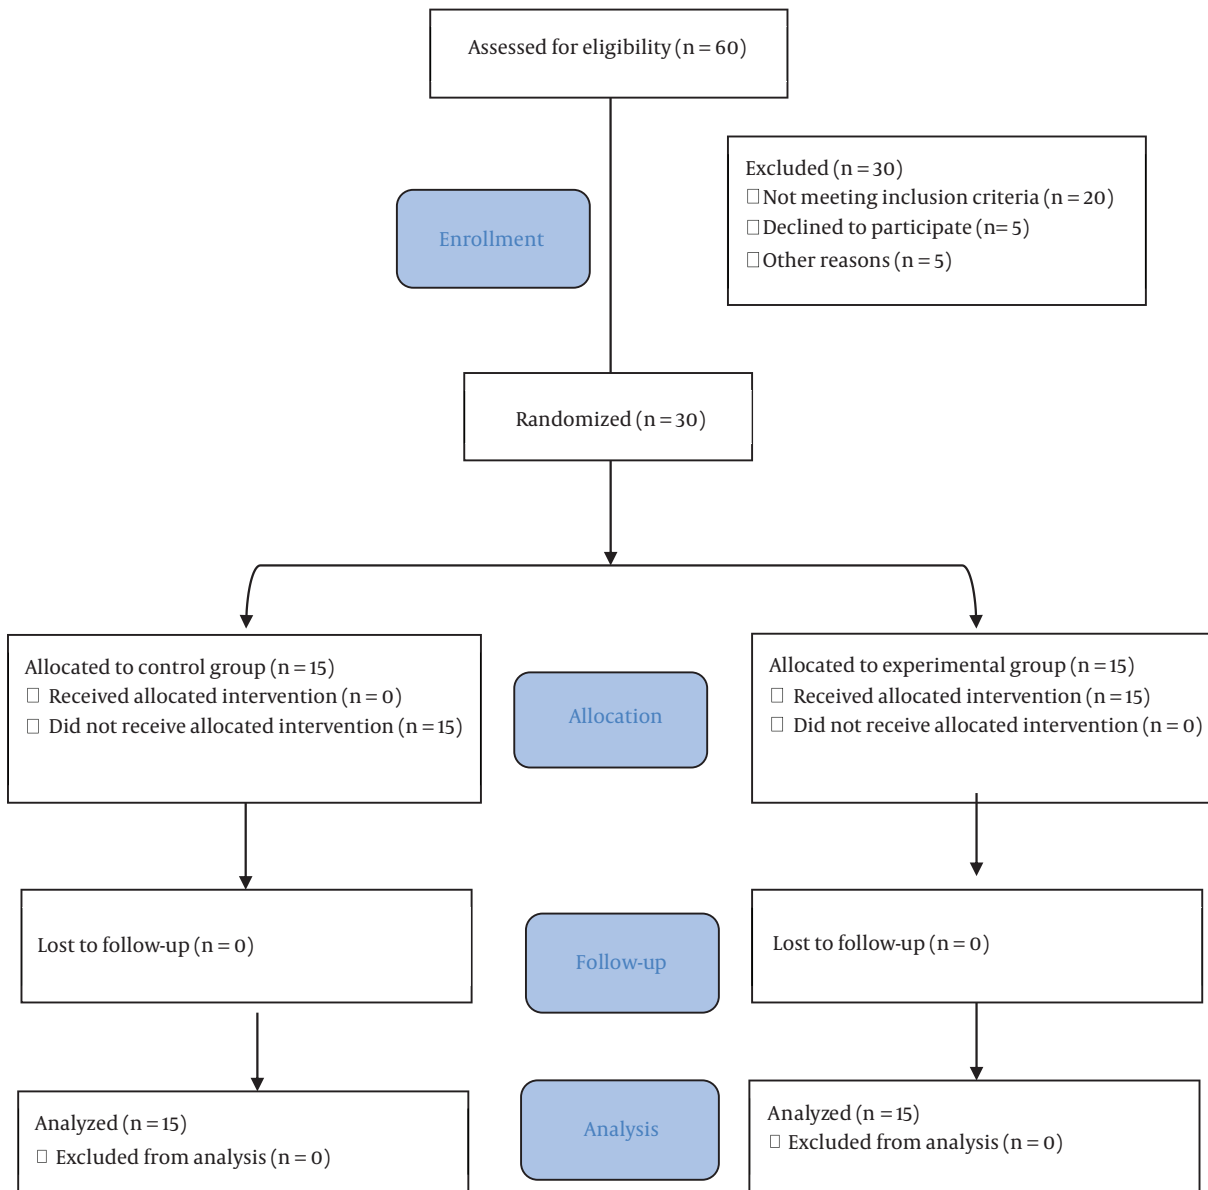 Assessed for eligibility (n = 60)
Excluded (n = 30)
□ Not meeting inclusion criteria (n = 20)
□ Declined to participate (n= 5)
□ Other reasons (n = 5)
Enrollment
Randomized (n = 30)
Allocated to control group (n = 15)
□ Received allocated intervention (n = 0)
□ Did not receive allocated intervention (n = 15)
Allocation
Allocated to experimental group (n = 15)
□ Received allocated intervention (n = 15)
□ Did not receive allocated intervention (n = 0)
Lost to follow-up (n = 0)
Follow-up
Lost to follow-up (n = 0)
Analyzed (n = 15)
□ Excluded from analysis (n = 0)
Analysis
Analyzed (n = 15)
□ Excluded from analysis (n = 0)